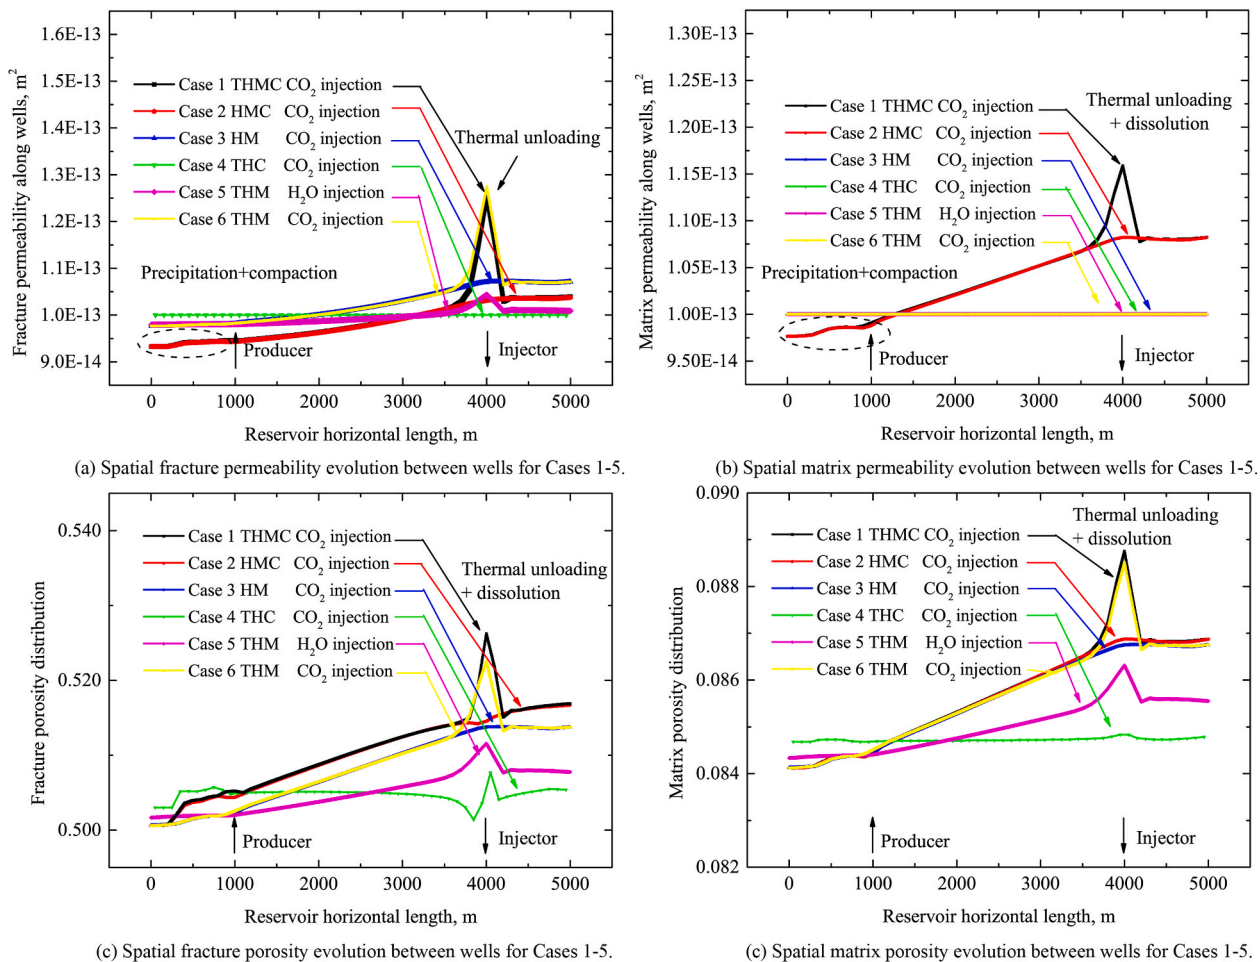 1.6E-13
1.5E-13
1.4E-13
1.3E-13
1.2E-13
1.1E-13
1.0E-13
9.0E-14
Fracture permeability along wells, m²
Case 1 THMC CO₂ injection
Case 2 HMC CO₂ injection
Case 3 HM CO₂ injection
Case 4 THC CO₂ injection
Case 5 THM H₂O injection
Case 6 THM CO₂ injection
Thermal unloading
Precipitation+compaction
Producer
Injector
0 1000 2000 3000 4000 5000
Reservoir horizontal length, m
(a) Spatial fracture permeability evolution between wells for Cases 1-5.
1.30E-13
1.25E-13
1.20E-13
1.15E-13
1.10E-13
1.05E-13
1.00E-13
9.50E-14
Matrix permeability along wells, m²
Case 1 THMC CO₂ injection
Case 2 HMC CO₂ injection
Case 3 HM CO₂ injection
Case 4 THC CO₂ injection
Case 5 THM H₂O injection
Case 6 THM CO₂ injection
Thermal unloading
+ dissolution
Precipitation+compaction
Producer
Injector
0 1000 2000 3000 4000 5000
Reservoir horizontal length, m
(b) Spatial matrix permeability evolution between wells for Cases 1-5.
0.540
0.520
0.500
Fracture porosity distribution
Case 1 THMC CO₂ injection
Case 2 HMC CO₂ injection
Case 3 HM CO₂ injection
Case 4 THC CO₂ injection
Case 5 THM H₂O injection
Case 6 THM CO₂ injection
Thermal unloading
+ dissolution
Producer
Injector
0 1000 2000 3000 4000 5000
Reservoir horizontal length, m
(c) Spatial fracture porosity evolution between wells for Cases 1-5.
0.090
0.088
0.086
0.084
0.082
Matrix porosity distribution
Case 1 THMC CO₂ injection
Case 2 HMC CO₂ injection
Case 3 HM CO₂ injection
Case 4 THC CO₂ injection
Case 5 THM H₂O injection
Case 6 THM CO₂ injection
Thermal unloading
+ dissolution
Producer
Injector
0 1000 2000 3000 4000 5000
Reservoir horizontal length, m
(c) Spatial matrix porosity evolution between wells for Cases 1-5.